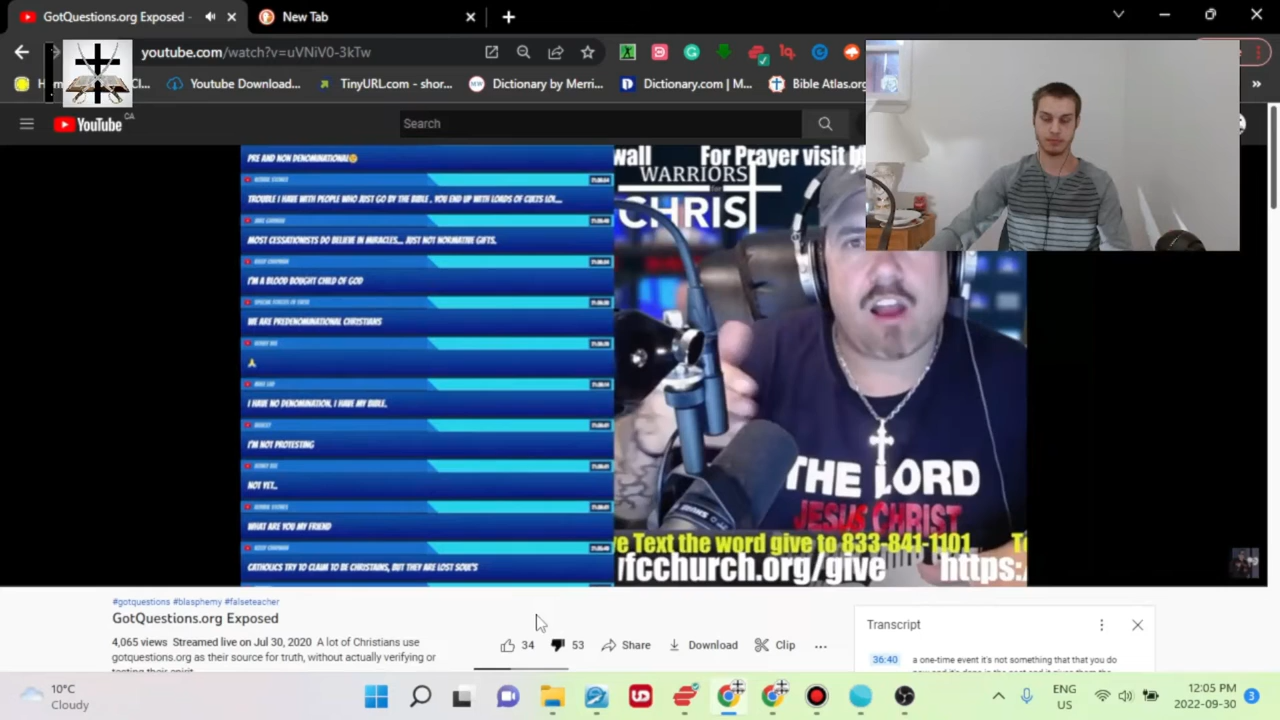 GotQuestions.org Exposed -
New Tab
youtube.com/watch?v=uVNiV0-3kTw
Youtube Download...
TinyURL.com - shor...
Dictionary by Merri...
Dictionary.com | M...
Bible Atlas.org
YouTube
CA
Search
PRE AND NON DENOMINATIONAL
TROUBLE I HAVE WITH PEOPLE WHO JUST GO BY THE BIBLE . YOU END UP WITH LORDS OF CULTS LOL...
MOST CESSATIONISTS DO BELIEVE IN MIRACLES... JUST NOT NORMATIVE GIFTS.
I'M A BLOOD BOUGHT CHILD OF GOD
WE ARE PREDENOMINATIONAL CHRISTIANS
I HAVE NO DENOMINATION, I HAVE MY BIBLE.
I'M NOT PROTESTING
NOT YET..
WHAT ARE YOU MY FRIEND
CATHOLICS TRY TO CLAIM TO BE CHRISTAINS, BUT THEY ARE LOST SOUL'S
wall For Prayer visit
WARRIORS
for
CHRIST
THE LORD
JESUS CHRIST
e Text the word give to 833-841-1101
rfcchurch.org/give
https:/
#gotquestions #blasphemy #falseteacher
GotQuestions.org Exposed
4,065 views Streamed live on Jul 30, 2020 A lot of Christians use
gotquestions.org as their source for truth, without actually verifying or
34
53
Share
Download
Clip
Transcript
36:40
a one-time event it's not something that that you do
10°C
Cloudy
ENG
US
12:05 PM
2022-09-30
3